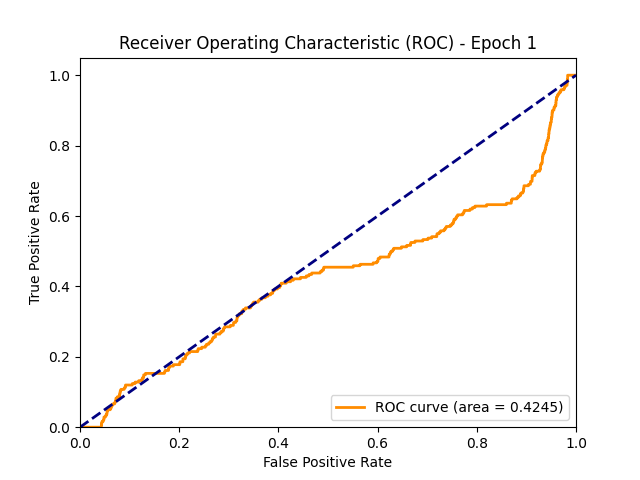 Receiver Operating Characteristic (ROC) - Epoch 1
True Positive Rate
1.0
0.8
0.6
0.4
0.2
0.0
ROC curve (area = 0.4245)
0.0 0.2 0.4 0.6 0.8 1.0
False Positive Rate